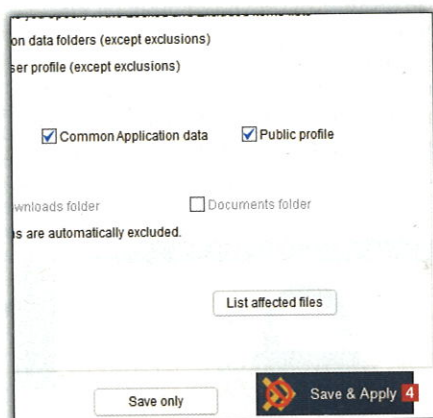 on data folders (except exclusions)
ser profile (except exclusions)
Common Application data Public profile
wnloads folder Documents folder
are automatically excluded.
List affected files
Save only Save & Apply 4